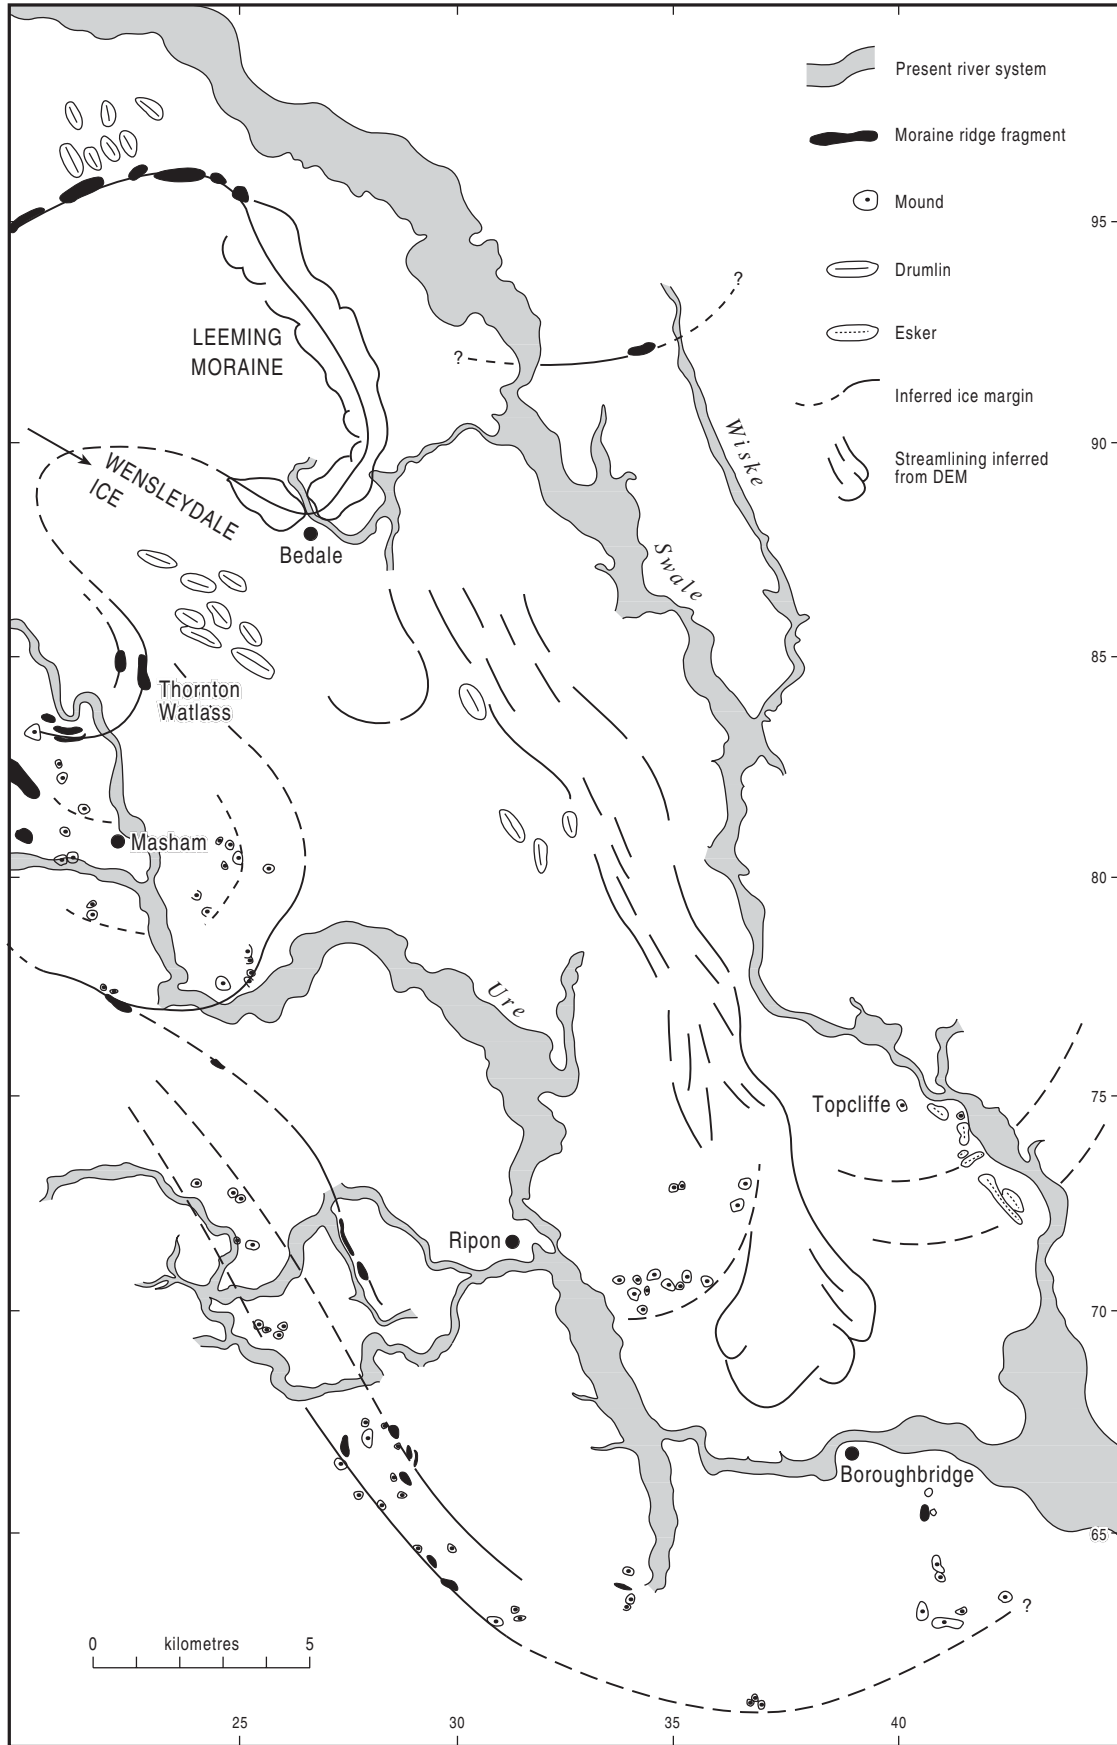 Present river system
Moraine ridge fragment
Mound
Drumlin
Esker
Inferred ice margin
Streamlining inferred
from DEM
95
90
85
80
75
70
65
?
?
LEEMING
MORAINE
WENSLEYDALE
ICE
Bedale
Wiske
Swale
Thornton
Watlass
Masham
Ure
Topcliffe
Ripon
Boroughbridge
?
0 kilometres 5
25 30 35 40